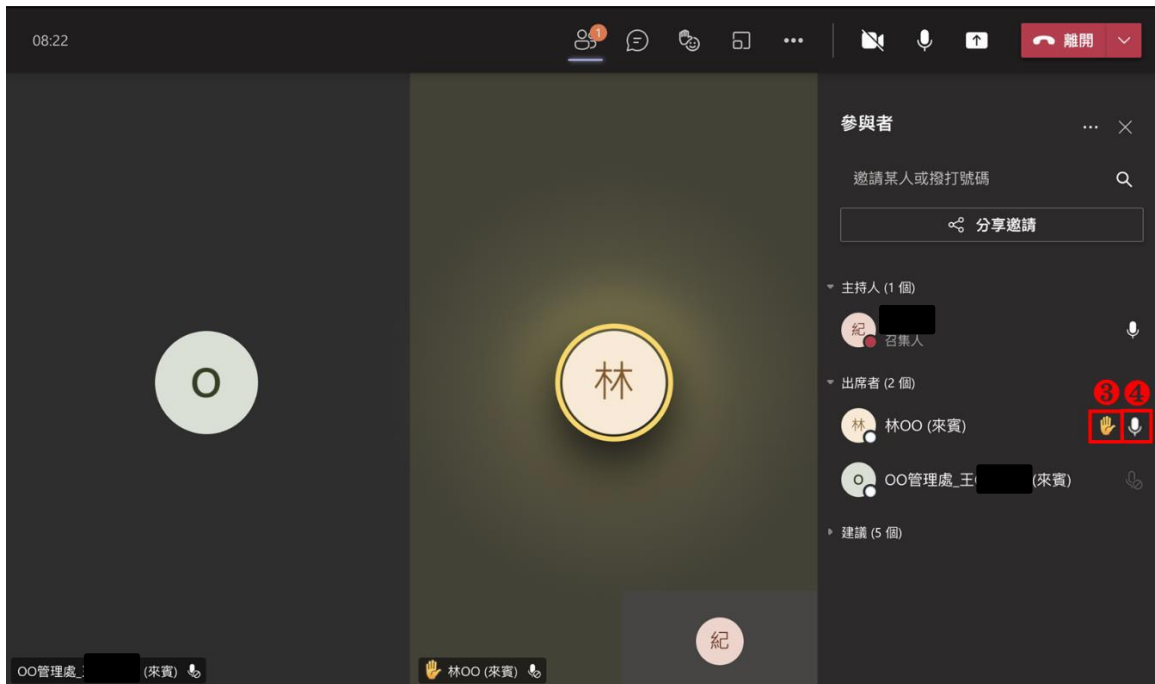 08:22
1
離開
參與者
邀請某人或撥打號碼
分享邀請
主持人 (1 個)
紀
召集人
出席者 (2 個)
❸ ❹
林 林OO (來賓)
O OO管理處_王 (來賓)
建議 (5 個)
O
林
紀
OO管理處_ (來賓)
林OO (來賓)